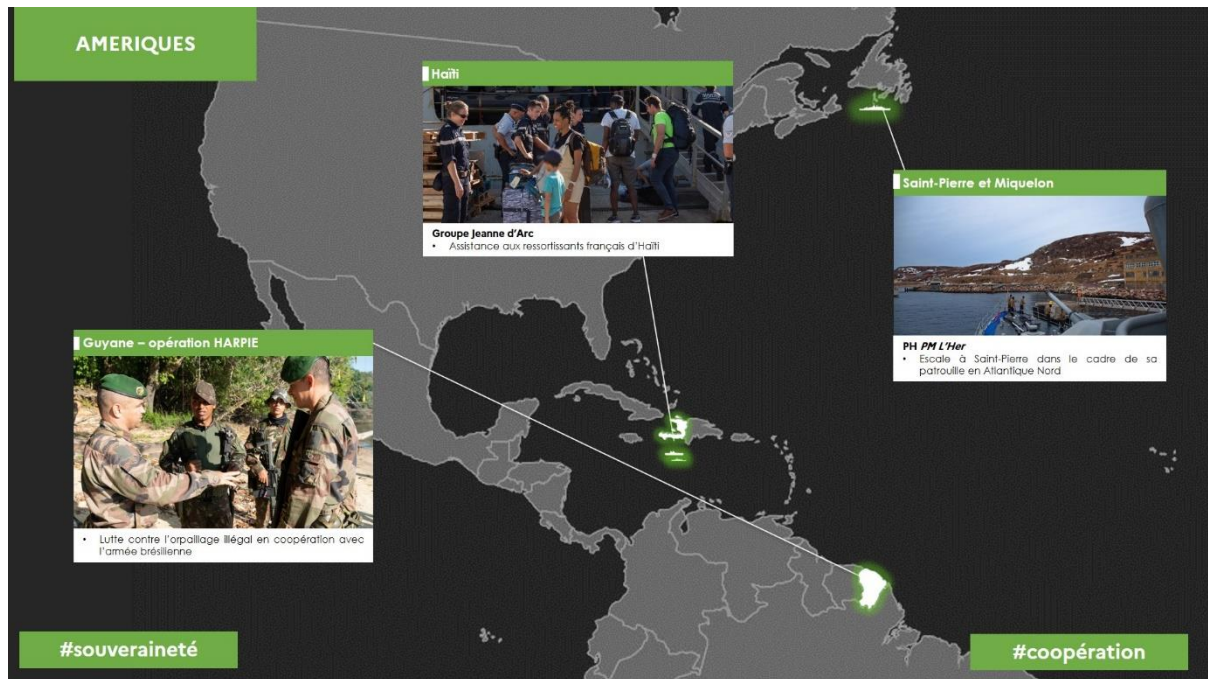 AMERIQUES
Haïti
Groupe Jeanne d'Arc
• Assistance aux ressortissants français d'Haïti
Saint-Pierre et Miquelon
PH PM L'Her
• Escale à Saint-Pierre dans le cadre de sa
patrouille en Atlantique Nord
Guyane – opération HARPIE
• Lutte contre l'orpaillage illégal en coopération avec
l'armée brésilienne
#souveraineté
#coopération